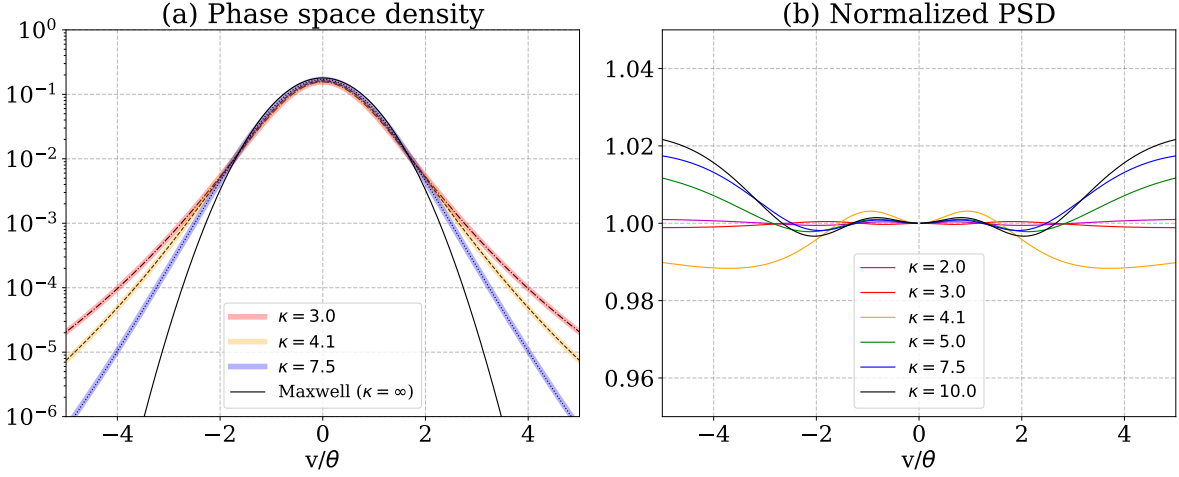 (a) Phase space density
10⁰
10⁻¹
10⁻²
10⁻³
10⁻⁴
10⁻⁵
10⁻⁶
κ = 3.0
κ = 4.1
κ = 7.5
Maxwell (κ = ∞)
−4 −2 0 2 4
v/θ
(b) Normalized PSD
1.04
1.02
1.00
0.98
0.96
κ = 2.0
κ = 3.0
κ = 4.1
κ = 5.0
κ = 7.5
κ = 10.0
−4 −2 0 2 4
v/θ